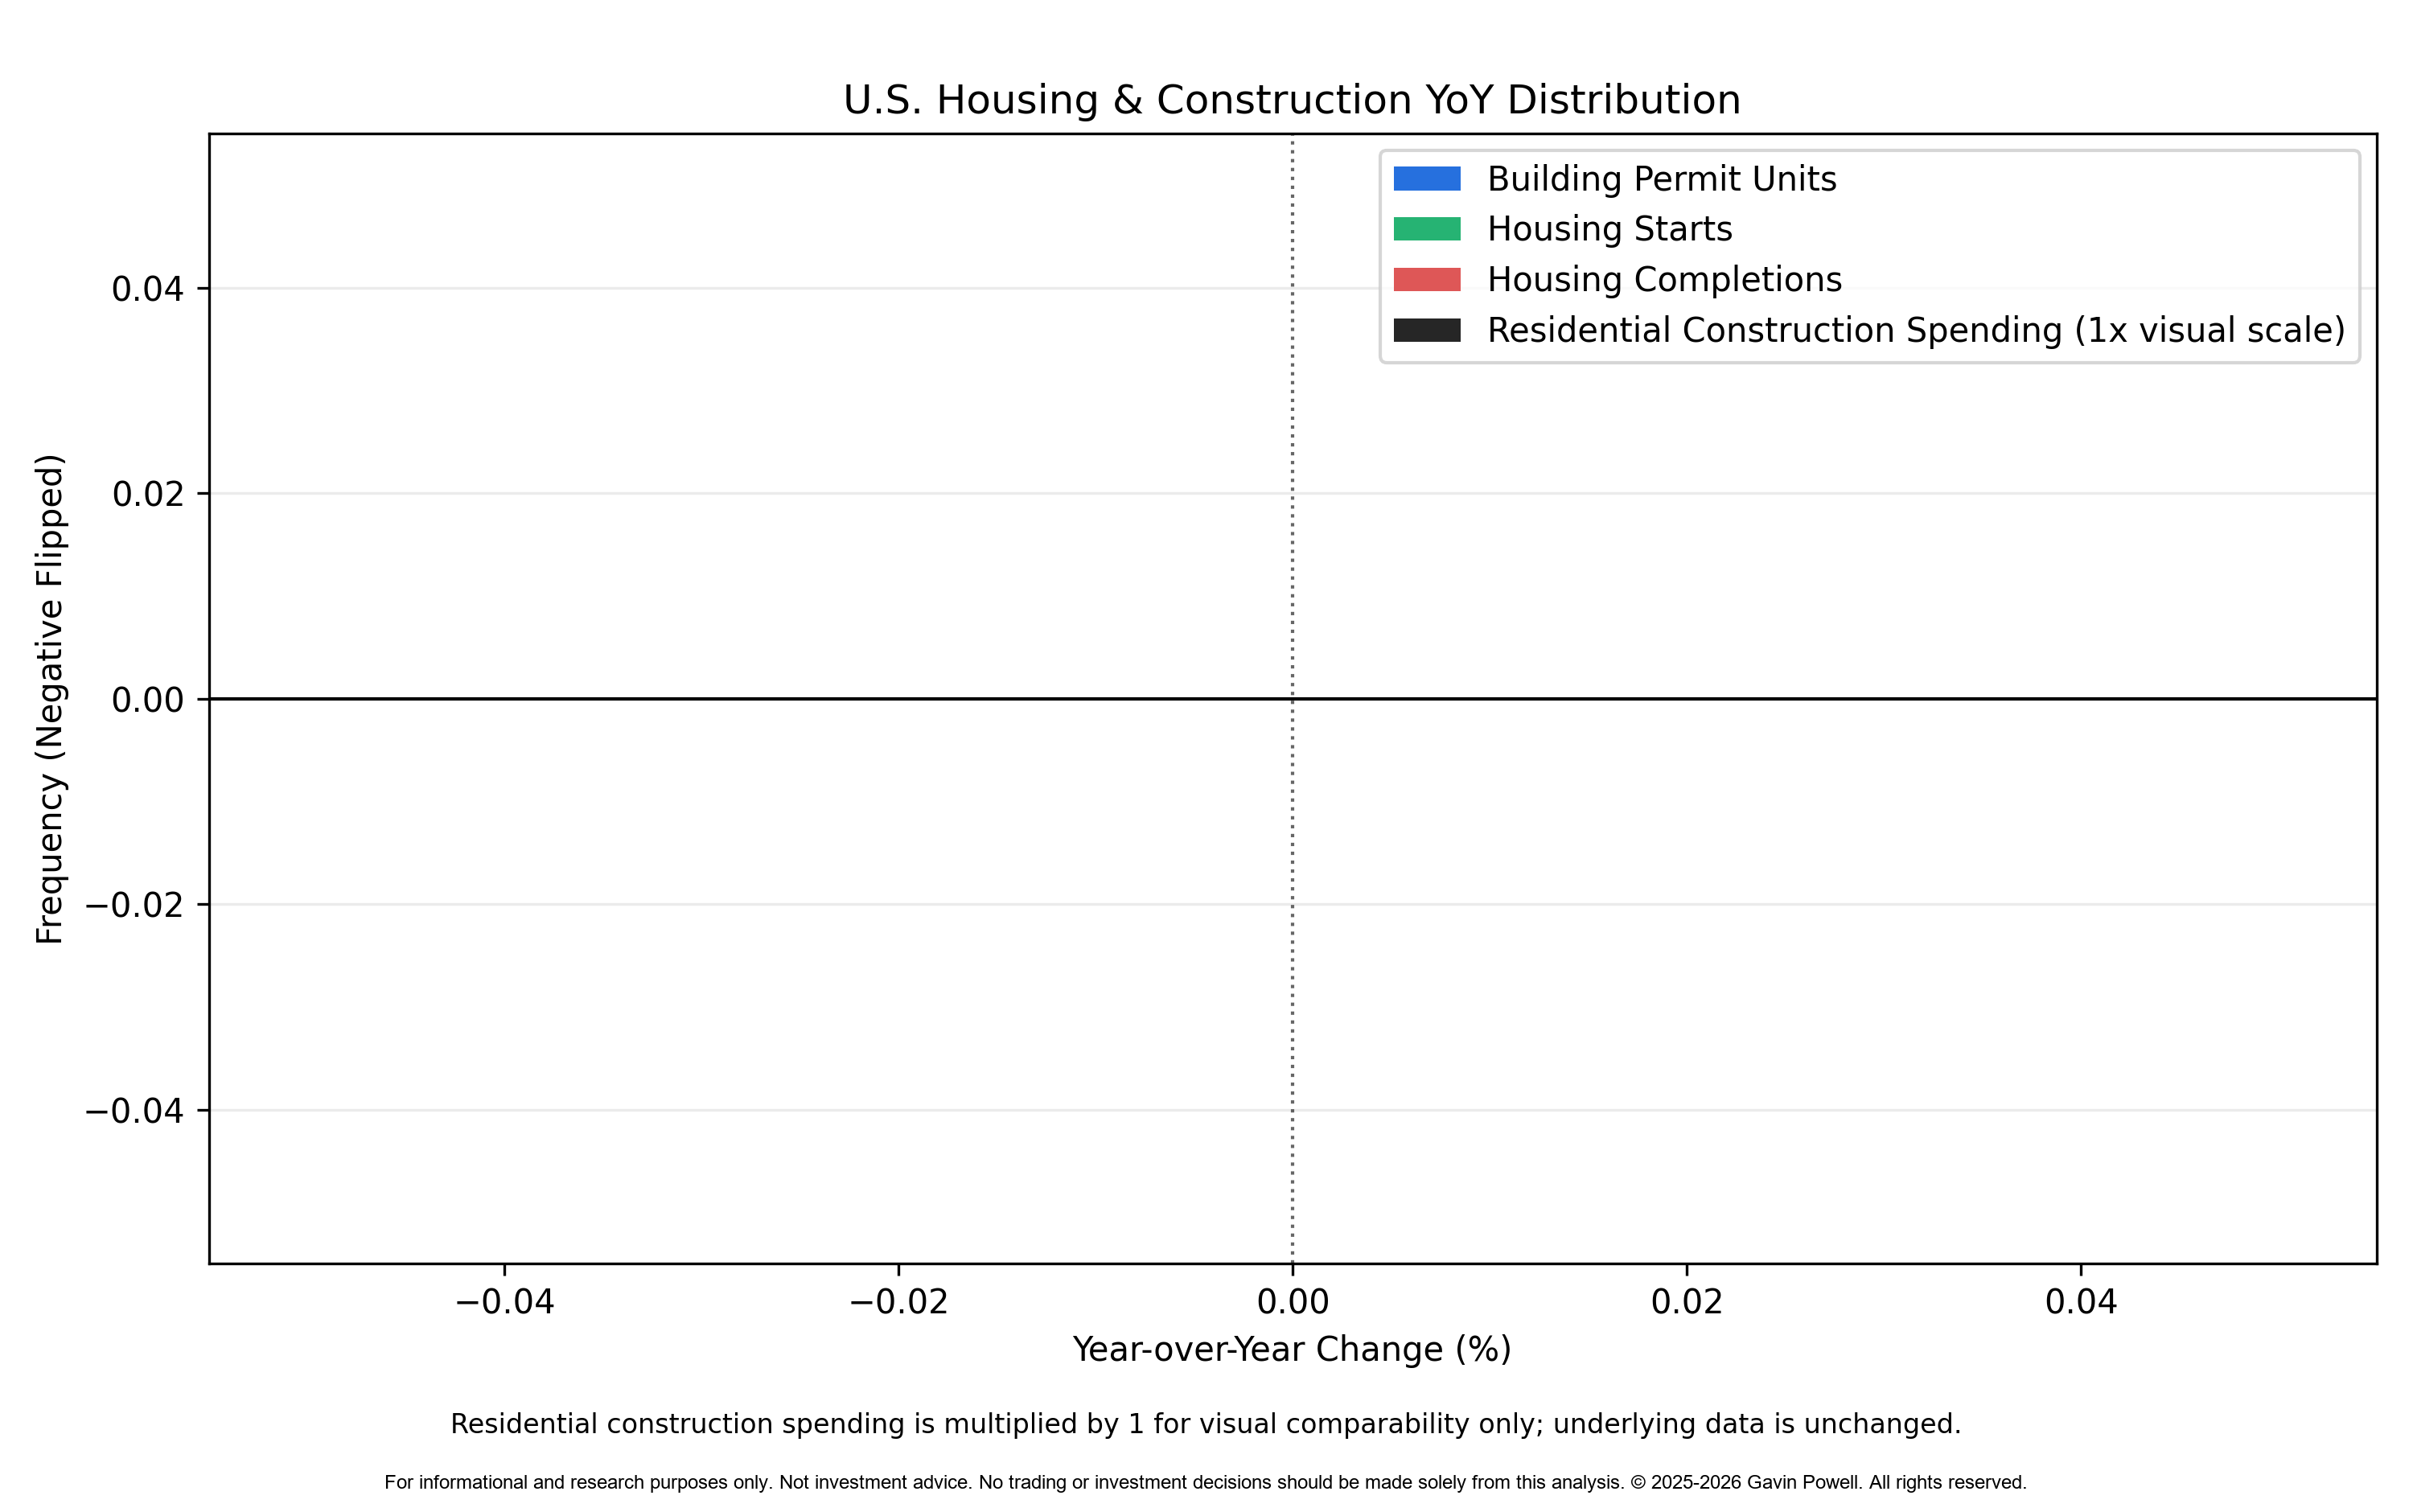 U.S. Housing & Construction YoY Distribution
Building Permit Units
Housing Starts
Housing Completions
Residential Construction Spending (1x visual scale)
Frequency (Negative Flipped)
0.04
0.02
0.00
−0.02
−0.04
−0.04
−0.02
0.00
0.02
0.04
Year-over-Year Change (%)
Residential construction spending is multiplied by 1 for visual comparability only; underlying data is unchanged.
For informational and research purposes only. Not investment advice. No trading or investment decisions should be made solely from this analysis. © 2025-2026 Gavin Powell. All rights reserved.